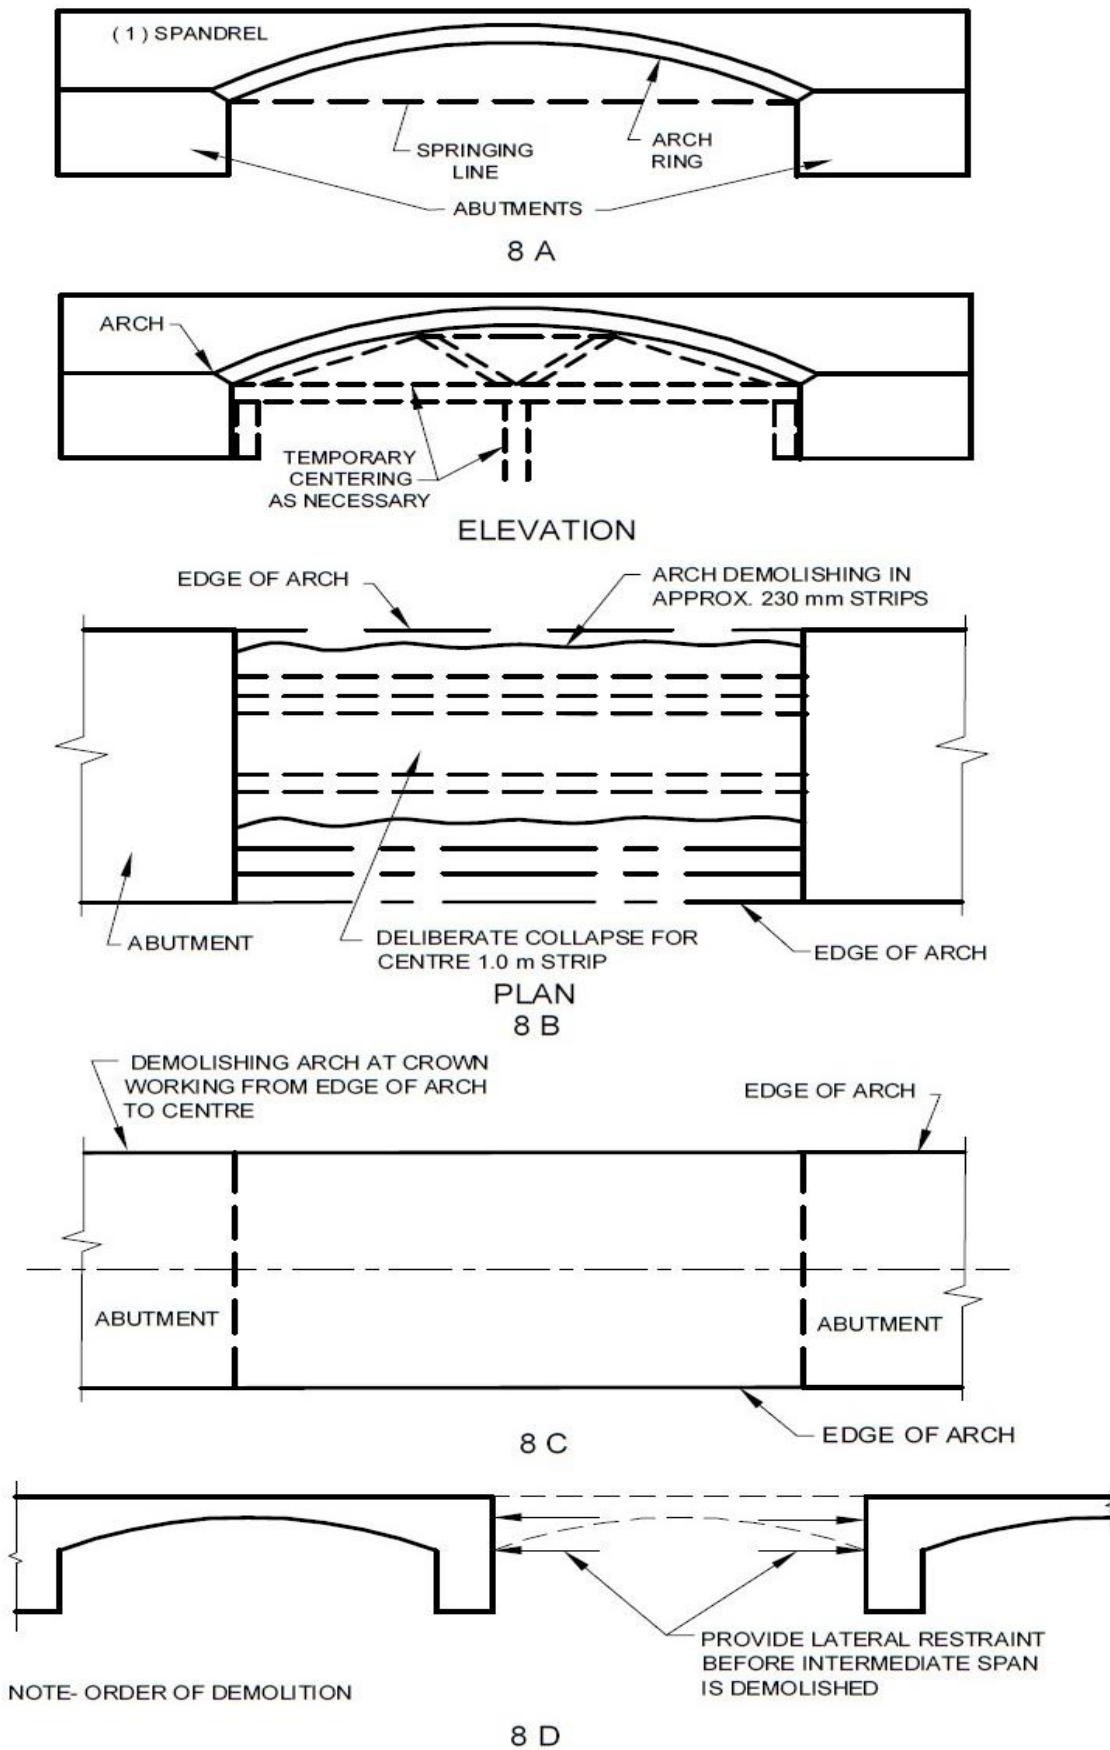 ( 1 ) SPANDREL
SPRINGING
LINE
ARCH
RING
ABUTMENTS
8 A
ARCH
TEMPORARY
CENTERING
AS NECESSARY
ELEVATION
EDGE OF ARCH
ARCH DEMOLISHING IN
APPROX. 230 mm STRIPS
ABUTMENT
DELIBERATE COLLAPSE FOR
CENTRE 1.0 m STRIP
EDGE OF ARCH
PLAN
8 B
DEMOLISHING ARCH AT CROWN
WORKING FROM EDGE OF ARCH
TO CENTRE
EDGE OF ARCH
ABUTMENT
ABUTMENT
EDGE OF ARCH
8 C
PROVIDE LATERAL RESTRAINT
BEFORE INTERMEDIATE SPAN
IS DEMOLISHED
NOTE- ORDER OF DEMOLITION
8 D